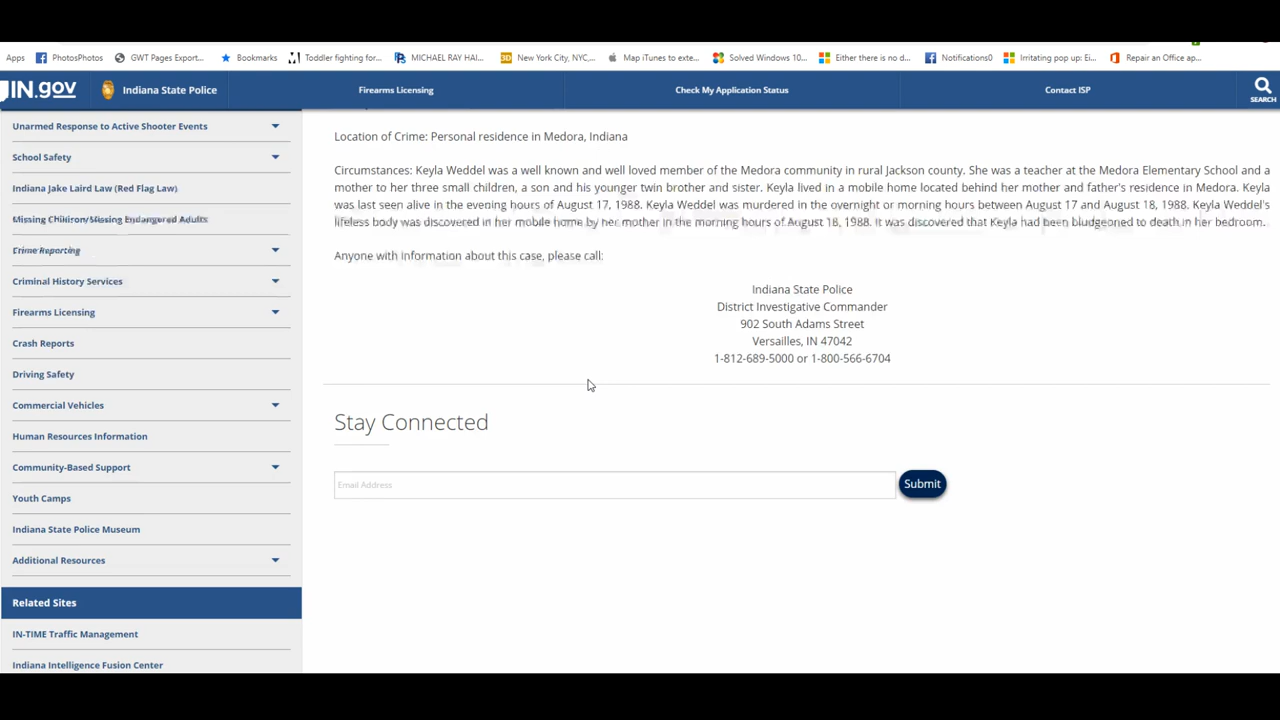 Apps PhotosPhotos GWT Pages Export... Bookmarks Toddler fighting for... MICHAEL RAY HAI... New York City, NYC,... Map iTunes to exte... Solved Windows 10... Either there is no d... Notifications0 Irritating pop up: Ei... Repair an Office ap...
IN.gov Indiana State Police Firearms Licensing Check My Application Status Contact ISP SEARCH
Unarmed Response to Active Shooter Events
School Safety
Indiana Jake Laird Law (Red Flag Law)
Missing Children/Missing Endangered Adults
Crime Reporting
Criminal History Services
Firearms Licensing
Crash Reports
Driving Safety
Commercial Vehicles
Human Resources Information
Community-Based Support
Youth Camps
Indiana State Police Museum
Additional Resources
Related Sites
IN-TIME Traffic Management
Indiana Intelligence Fusion Center
Location of Crime: Personal residence in Medora, Indiana
Circumstances: Keyla Weddel was a well known and well loved member of the Medora community in rural Jackson county. She was a teacher at the Medora Elementary School and a
mother to her three small children, a son and his younger twin brother and sister. Keyla lived in a mobile home located behind her mother and father's residence in Medora. Keyla
was last seen alive in the evening hours of August 17, 1988. Keyla Weddel was murdered in the overnight or morning hours between August 17 and August 18, 1988. Keyla Weddel's
lifeless body was discovered in her mobile home by her mother in the morning hours of August 18, 1988. It was discovered that Keyla had been bludgeoned to death in her bedroom.
Anyone with information about this case, please call:
Indiana State Police
District Investigative Commander
902 South Adams Street
Versailles, IN 47042
1-812-689-5000 or 1-800-566-6704
Stay Connected
Email Address
Submit